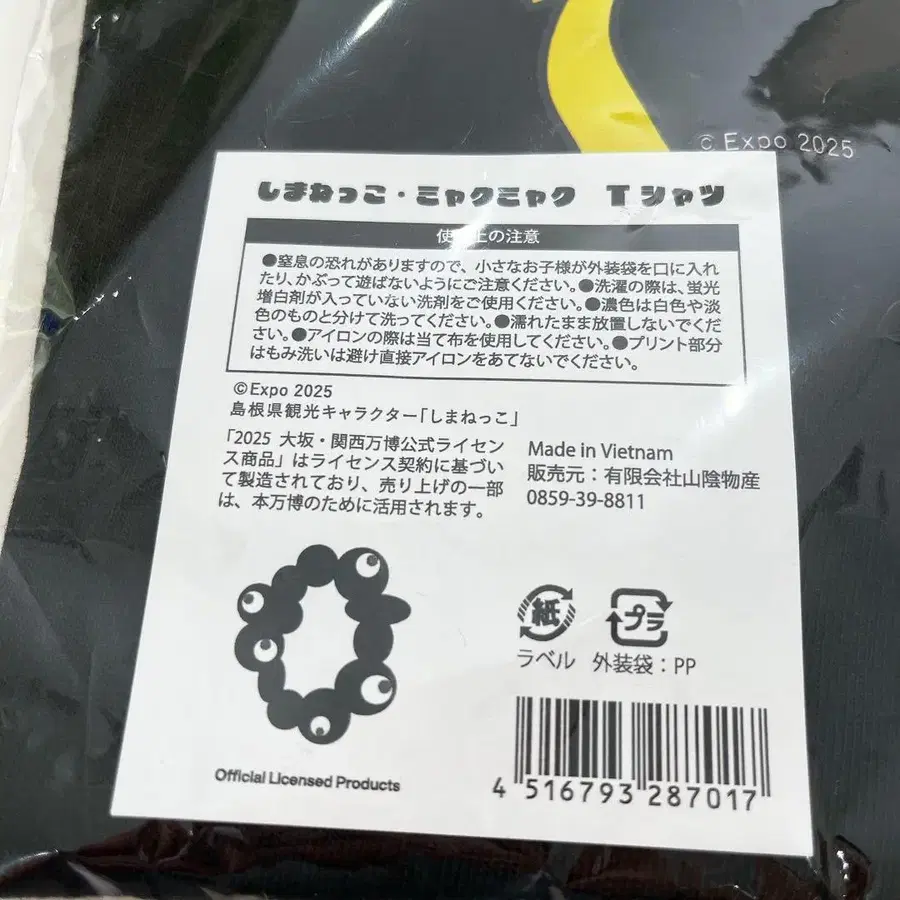 © Expo 2025
しまねっこ・ミャクミャク Tシャツ
使用上の注意
●窒息の恐れがありますので、小さなお子様が外装袋を口に入れ
たり、かぶって遊ばないようにご注意ください。●洗濯の際は、蛍光
増白剤が入っていない洗剤をご使用ください。●濃色は白色や淡
色のものと分けて洗ってください。●濡れたまま放置しないでくだ
さい。●アイロンの際は当て布を使用してください。●プリント部分
はもみ洗いは避け直接アイロンをあてないでください。
©Expo 2025
島根県観光キャラクター「しまねっこ」
「2025 大坂・関西万博公式ライセン
ス商品」はライセンス契約に基づい
て製造されており、売り上げの一部
は、本万博のために活用されます。
Made in Vietnam
販売元：有限会社山陰物産
0859-39-8811
紙
プラ
ラベル 外装袋：PP
Official Licensed Products
4 516793 287017